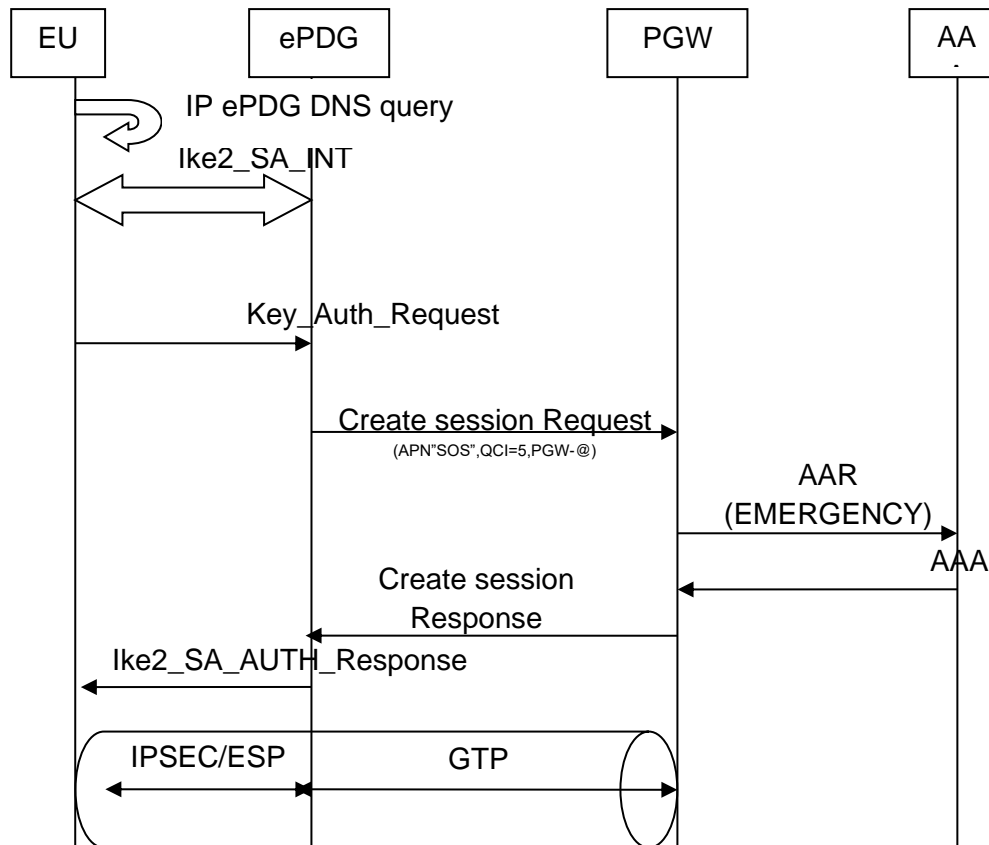 EU
ePDG
PGW
AA
IP ePDG DNS query
Ike2_SA_INT
Key_Auth_Request
Create session Request
(APN"SOS",QCI=5,PGW-@)
AAR
(EMERGENCY)
AAA
Create session
Response
Ike2_SA_AUTH_Response
IPSEC/ESP
GTP